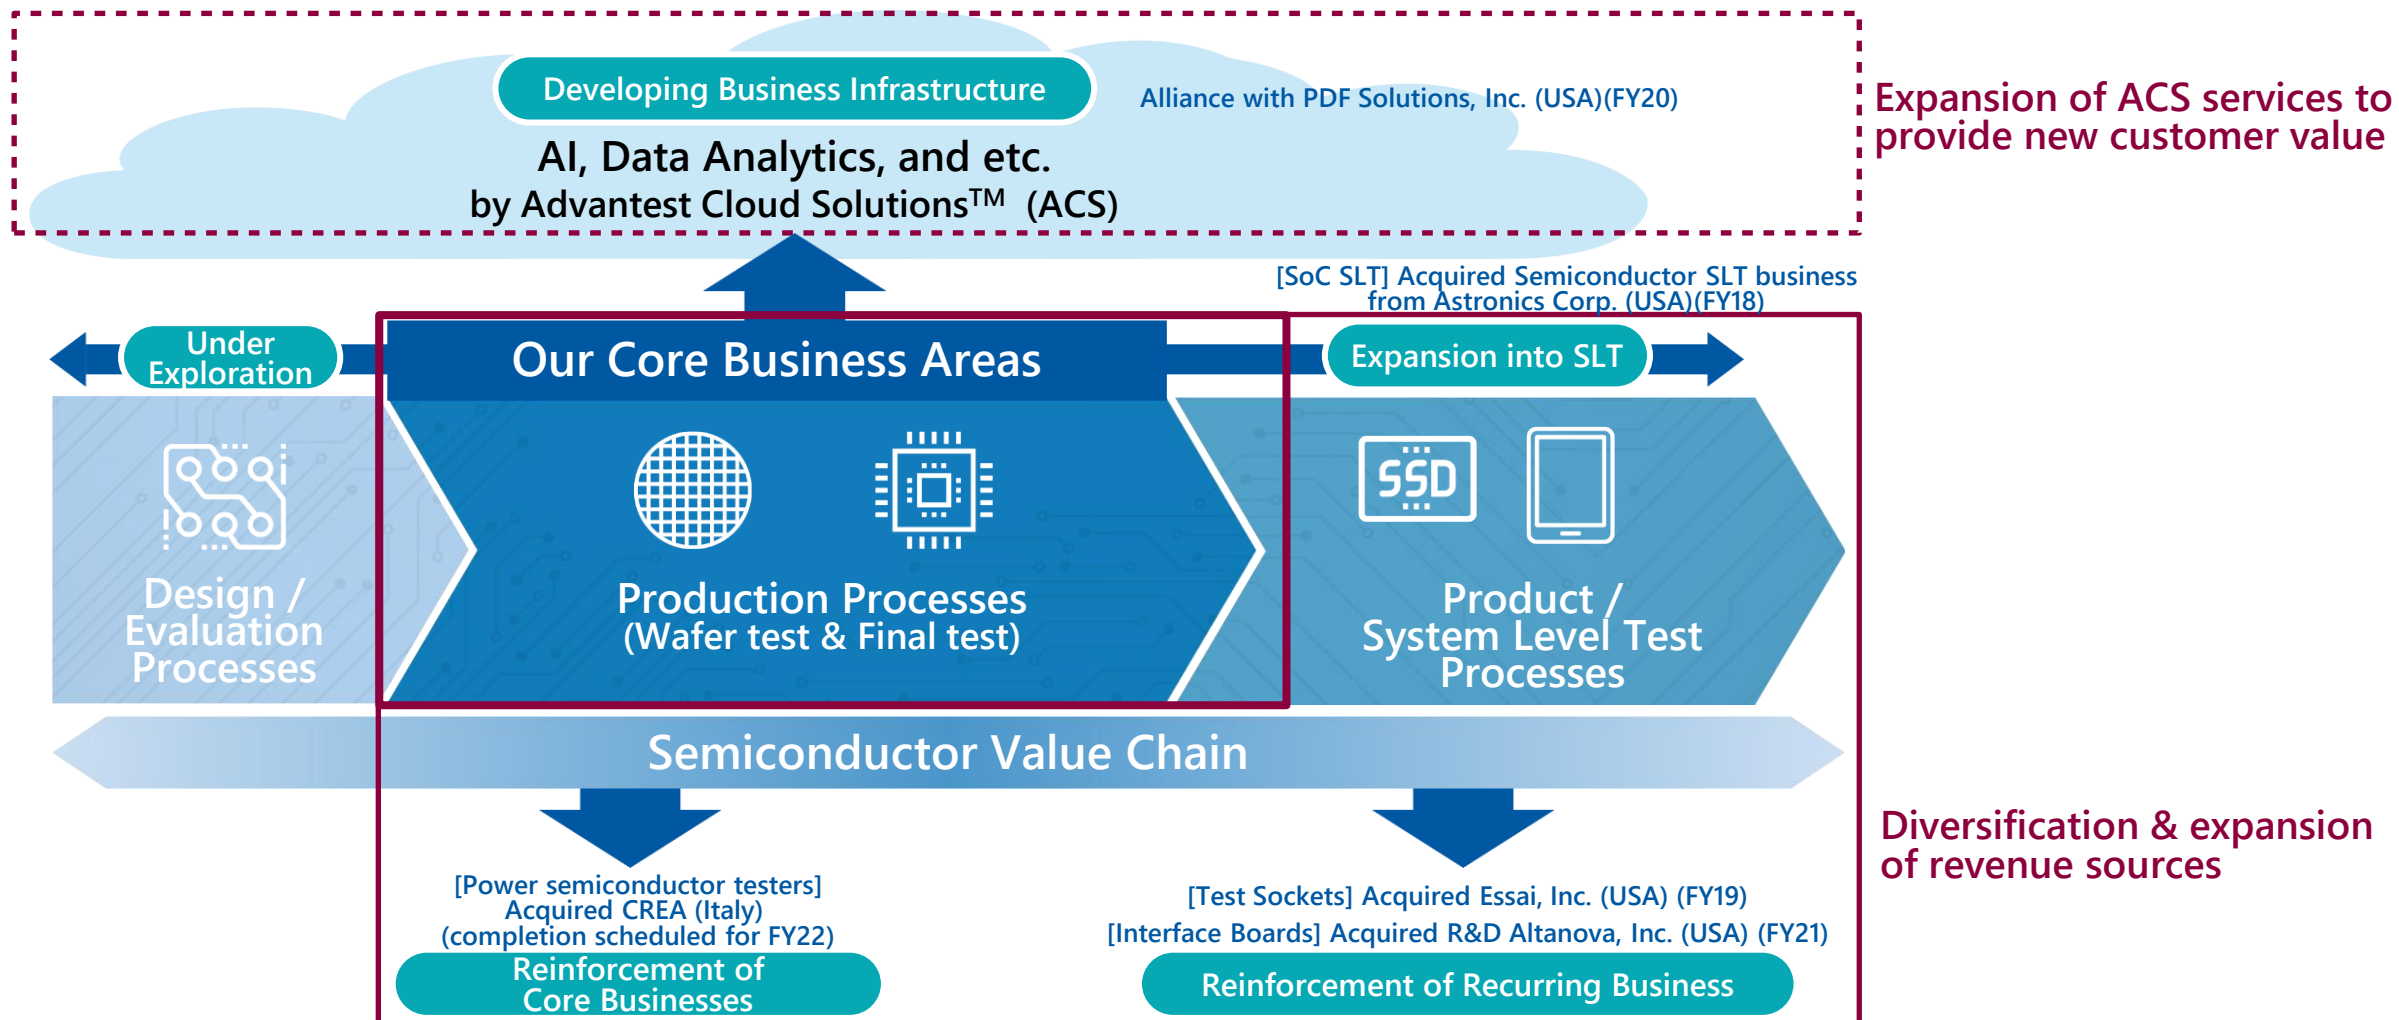 Developing Business Infrastructure
Alliance with PDF Solutions, Inc. (USA)(FY20)
AI, Data Analytics, and etc.
by Advantest Cloud Solutions™ (ACS)
Expansion of ACS services to
provide new customer value
[SoC SLT] Acquired Semiconductor SLT business
from Astronics Corp. (USA)(FY18)
Under
Exploration
Our Core Business Areas
Expansion into SLT
SSD
Design /
Evaluation
Processes
Production Processes
(Wafer test & Final test)
Product /
System Level Test
Processes
Semiconductor Value Chain
Diversification & expansion
of revenue sources
[Power semiconductor testers]
Acquired CREA (Italy)
(completion scheduled for FY22)
Reinforcement of
Core Businesses
[Test Sockets] Acquired Essai, Inc. (USA) (FY19)
[Interface Boards] Acquired R&D Altanova, Inc. (USA) (FY21)
Reinforcement of Recurring Business